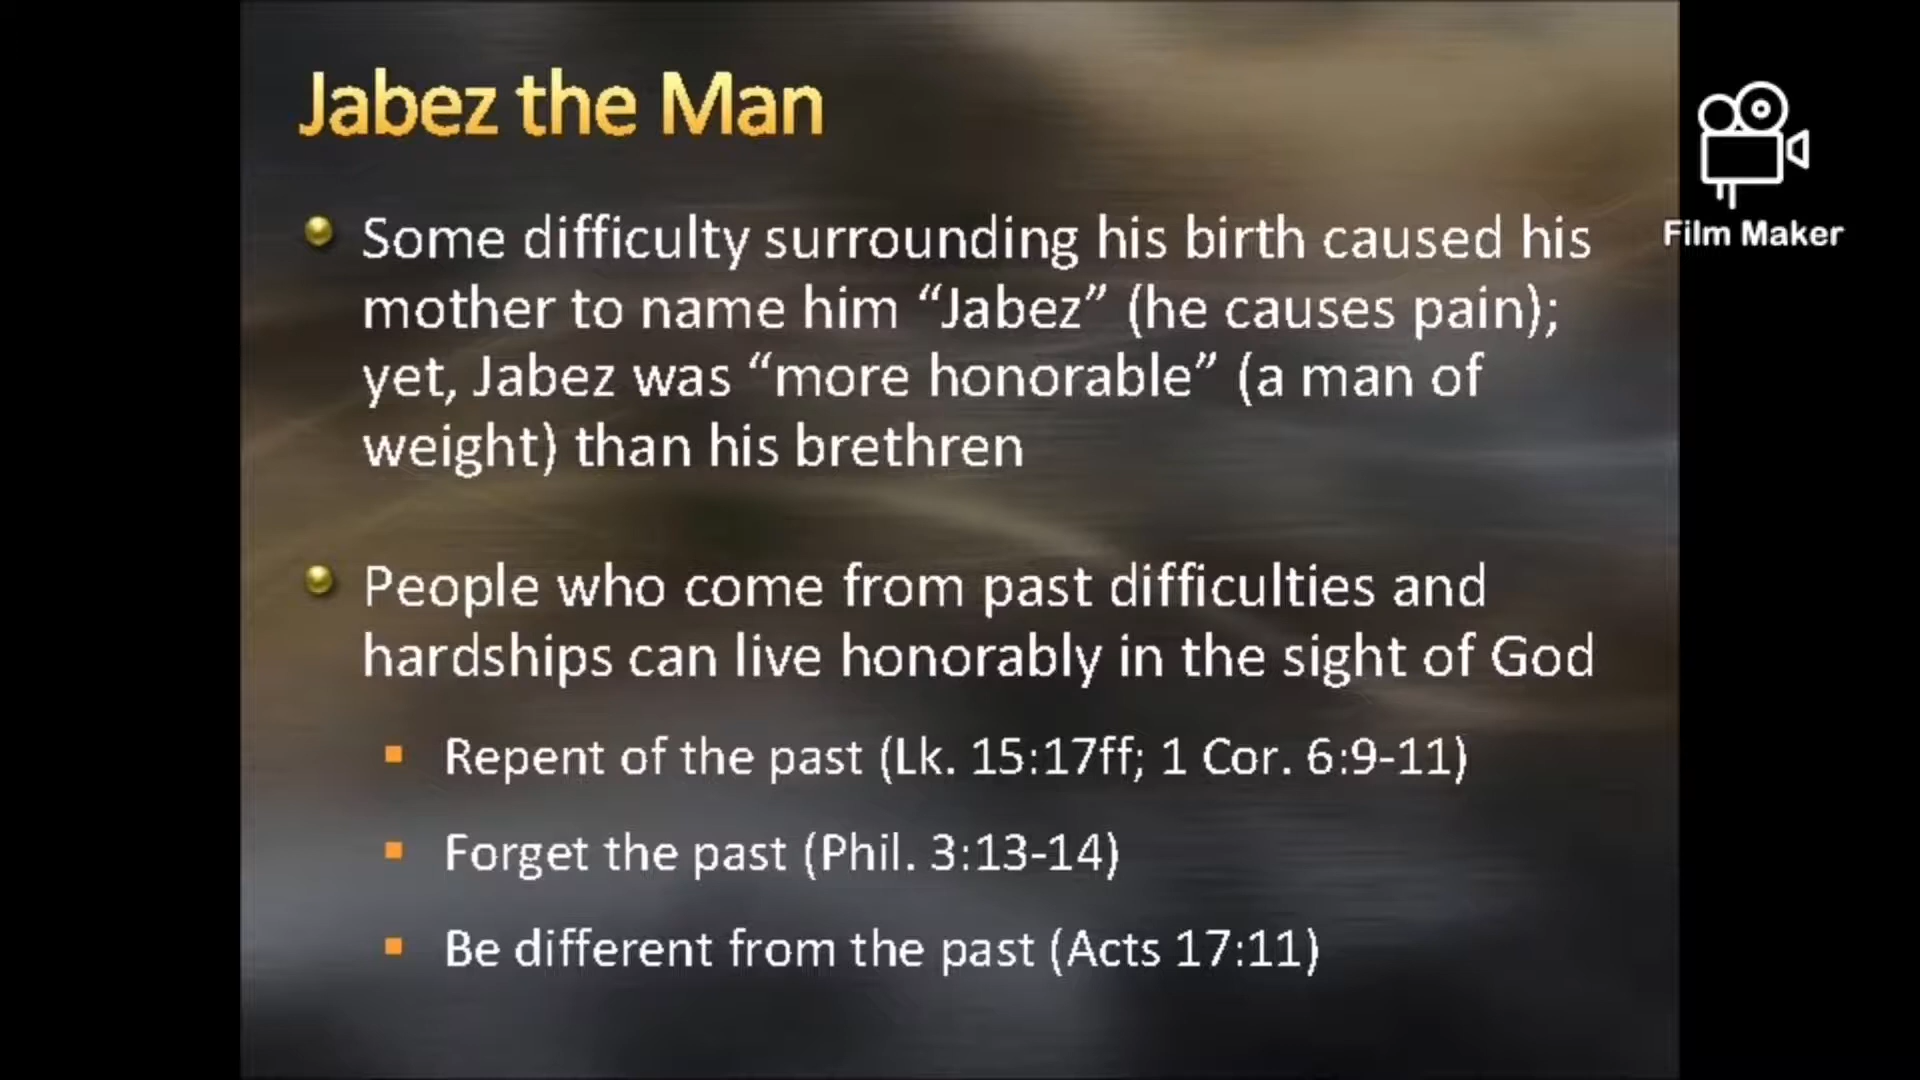 Jabez the Man
Film Maker
Some difficulty surrounding his birth caused his
mother to name him “Jabez” (he causes pain);
yet, Jabez was “more honorable” (a man of
weight) than his brethren
People who come from past difficulties and
hardships can live honorably in the sight of God
Repent of the past (Lk. 15:17ff; 1 Cor. 6:9-11)
Forget the past (Phil. 3:13-14)
Be different from the past (Acts 17:11)